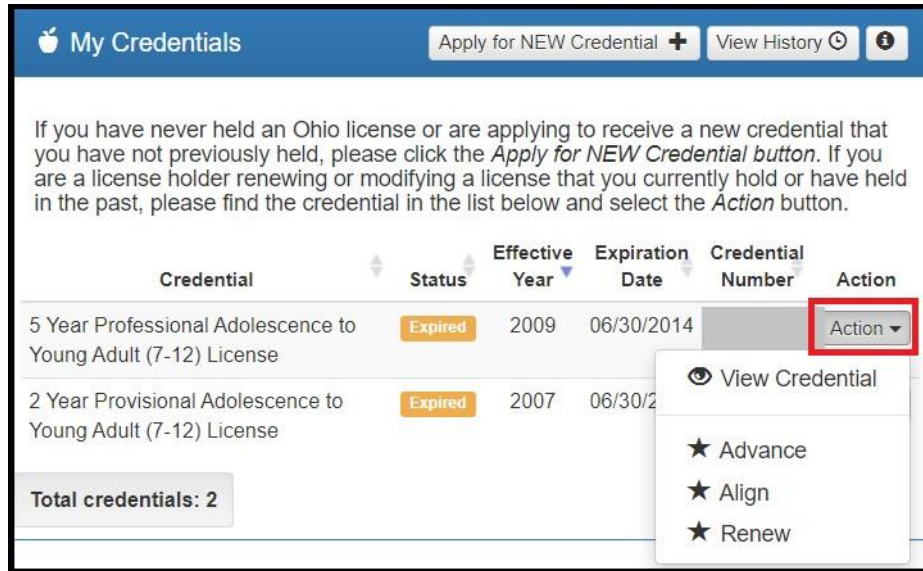 My Credentials
Apply for NEW Credential
View History
If you have never held an Ohio license or are applying to receive a new credential that
you have not previously held, please click the Apply for NEW Credential button. If you
are a license holder renewing or modifying a license that you currently hold or have held
in the past, please find the credential in the list below and select the Action button.
Credential Status Effective Year Expiration Date Credential Number Action
5 Year Professional Adolescence to
Young Adult (7-12) License
Expired 2009 06/30/2014 Action
View Credential
2 Year Provisional Adolescence to
Young Adult (7-12) License
Expired 2007 06/30/2
Advance
Align
Renew
Total credentials: 2